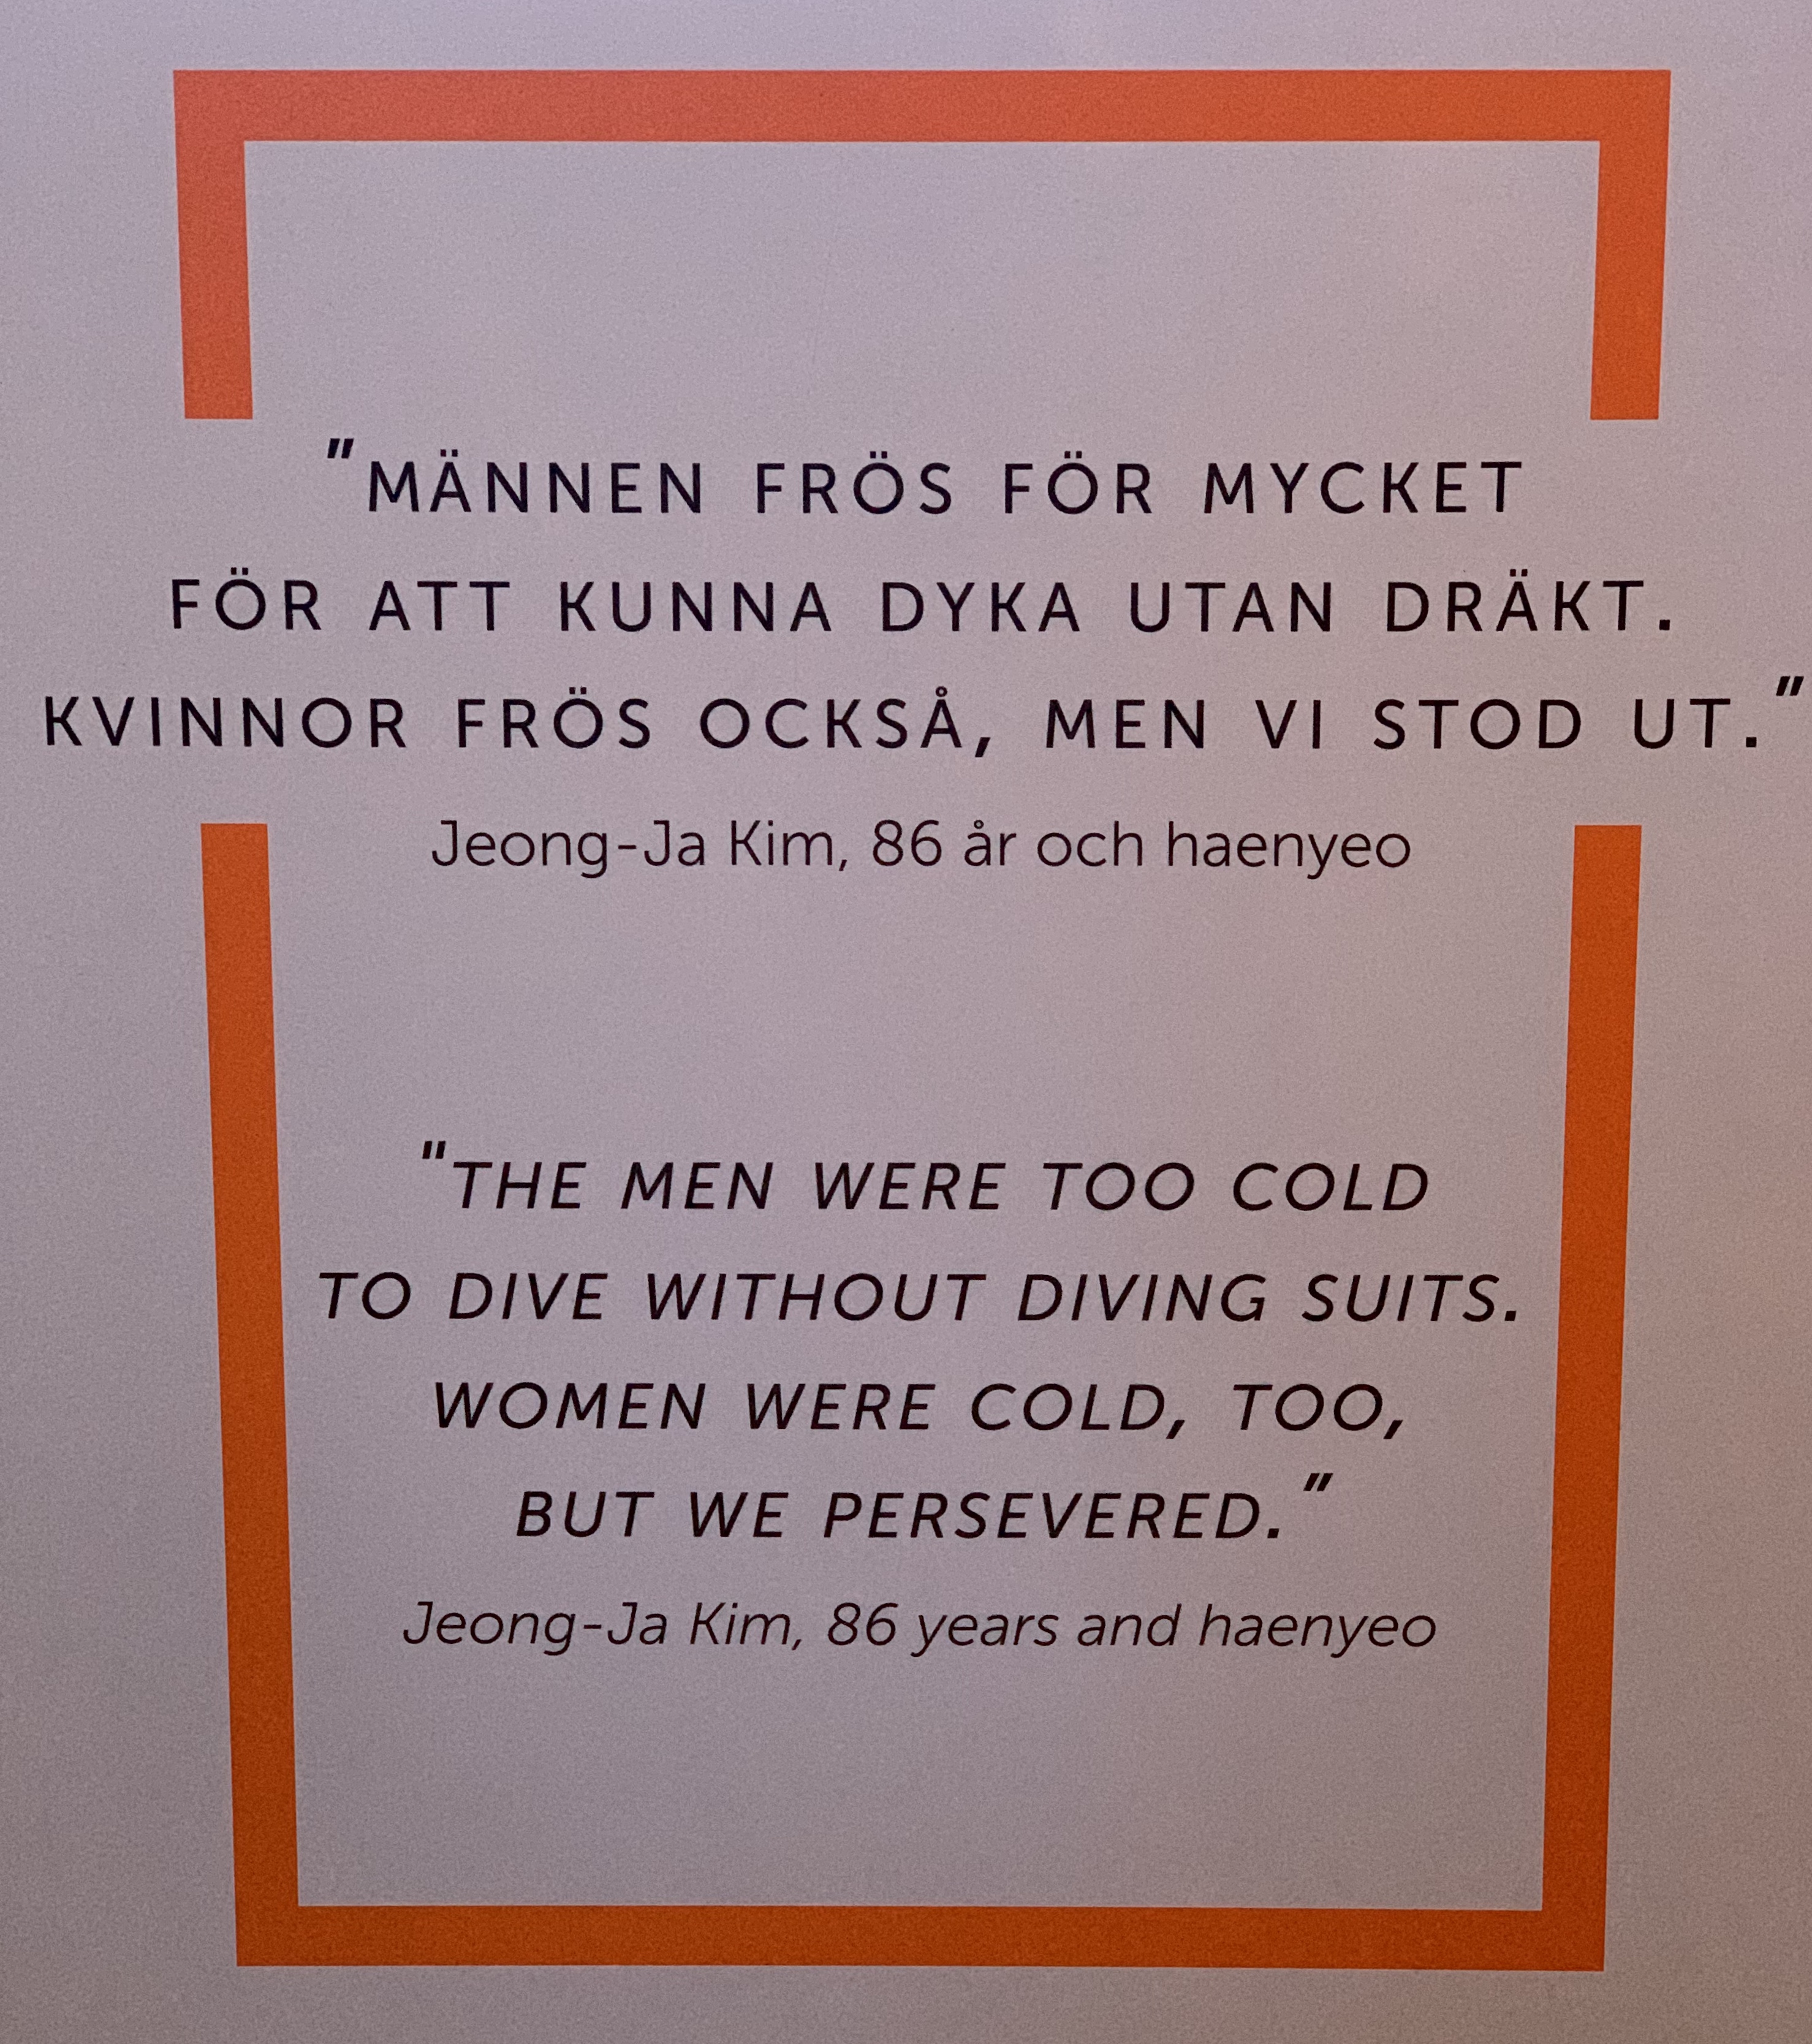 "MÄNNEN FRÖS FÖR MYCKET
FÖR ATT KUNNA DYKA UTAN DRÄKT.
KVINNOR FRÖS OCKSÅ, MEN VI STOD UT."
Jeong-Ja Kim, 86 år och haenyeo
"THE MEN WERE TOO COLD
TO DIVE WITHOUT DIVING SUITS.
WOMEN WERE COLD, TOO,
BUT WE PERSEVERED."
Jeong-Ja Kim, 86 years and haenyeo